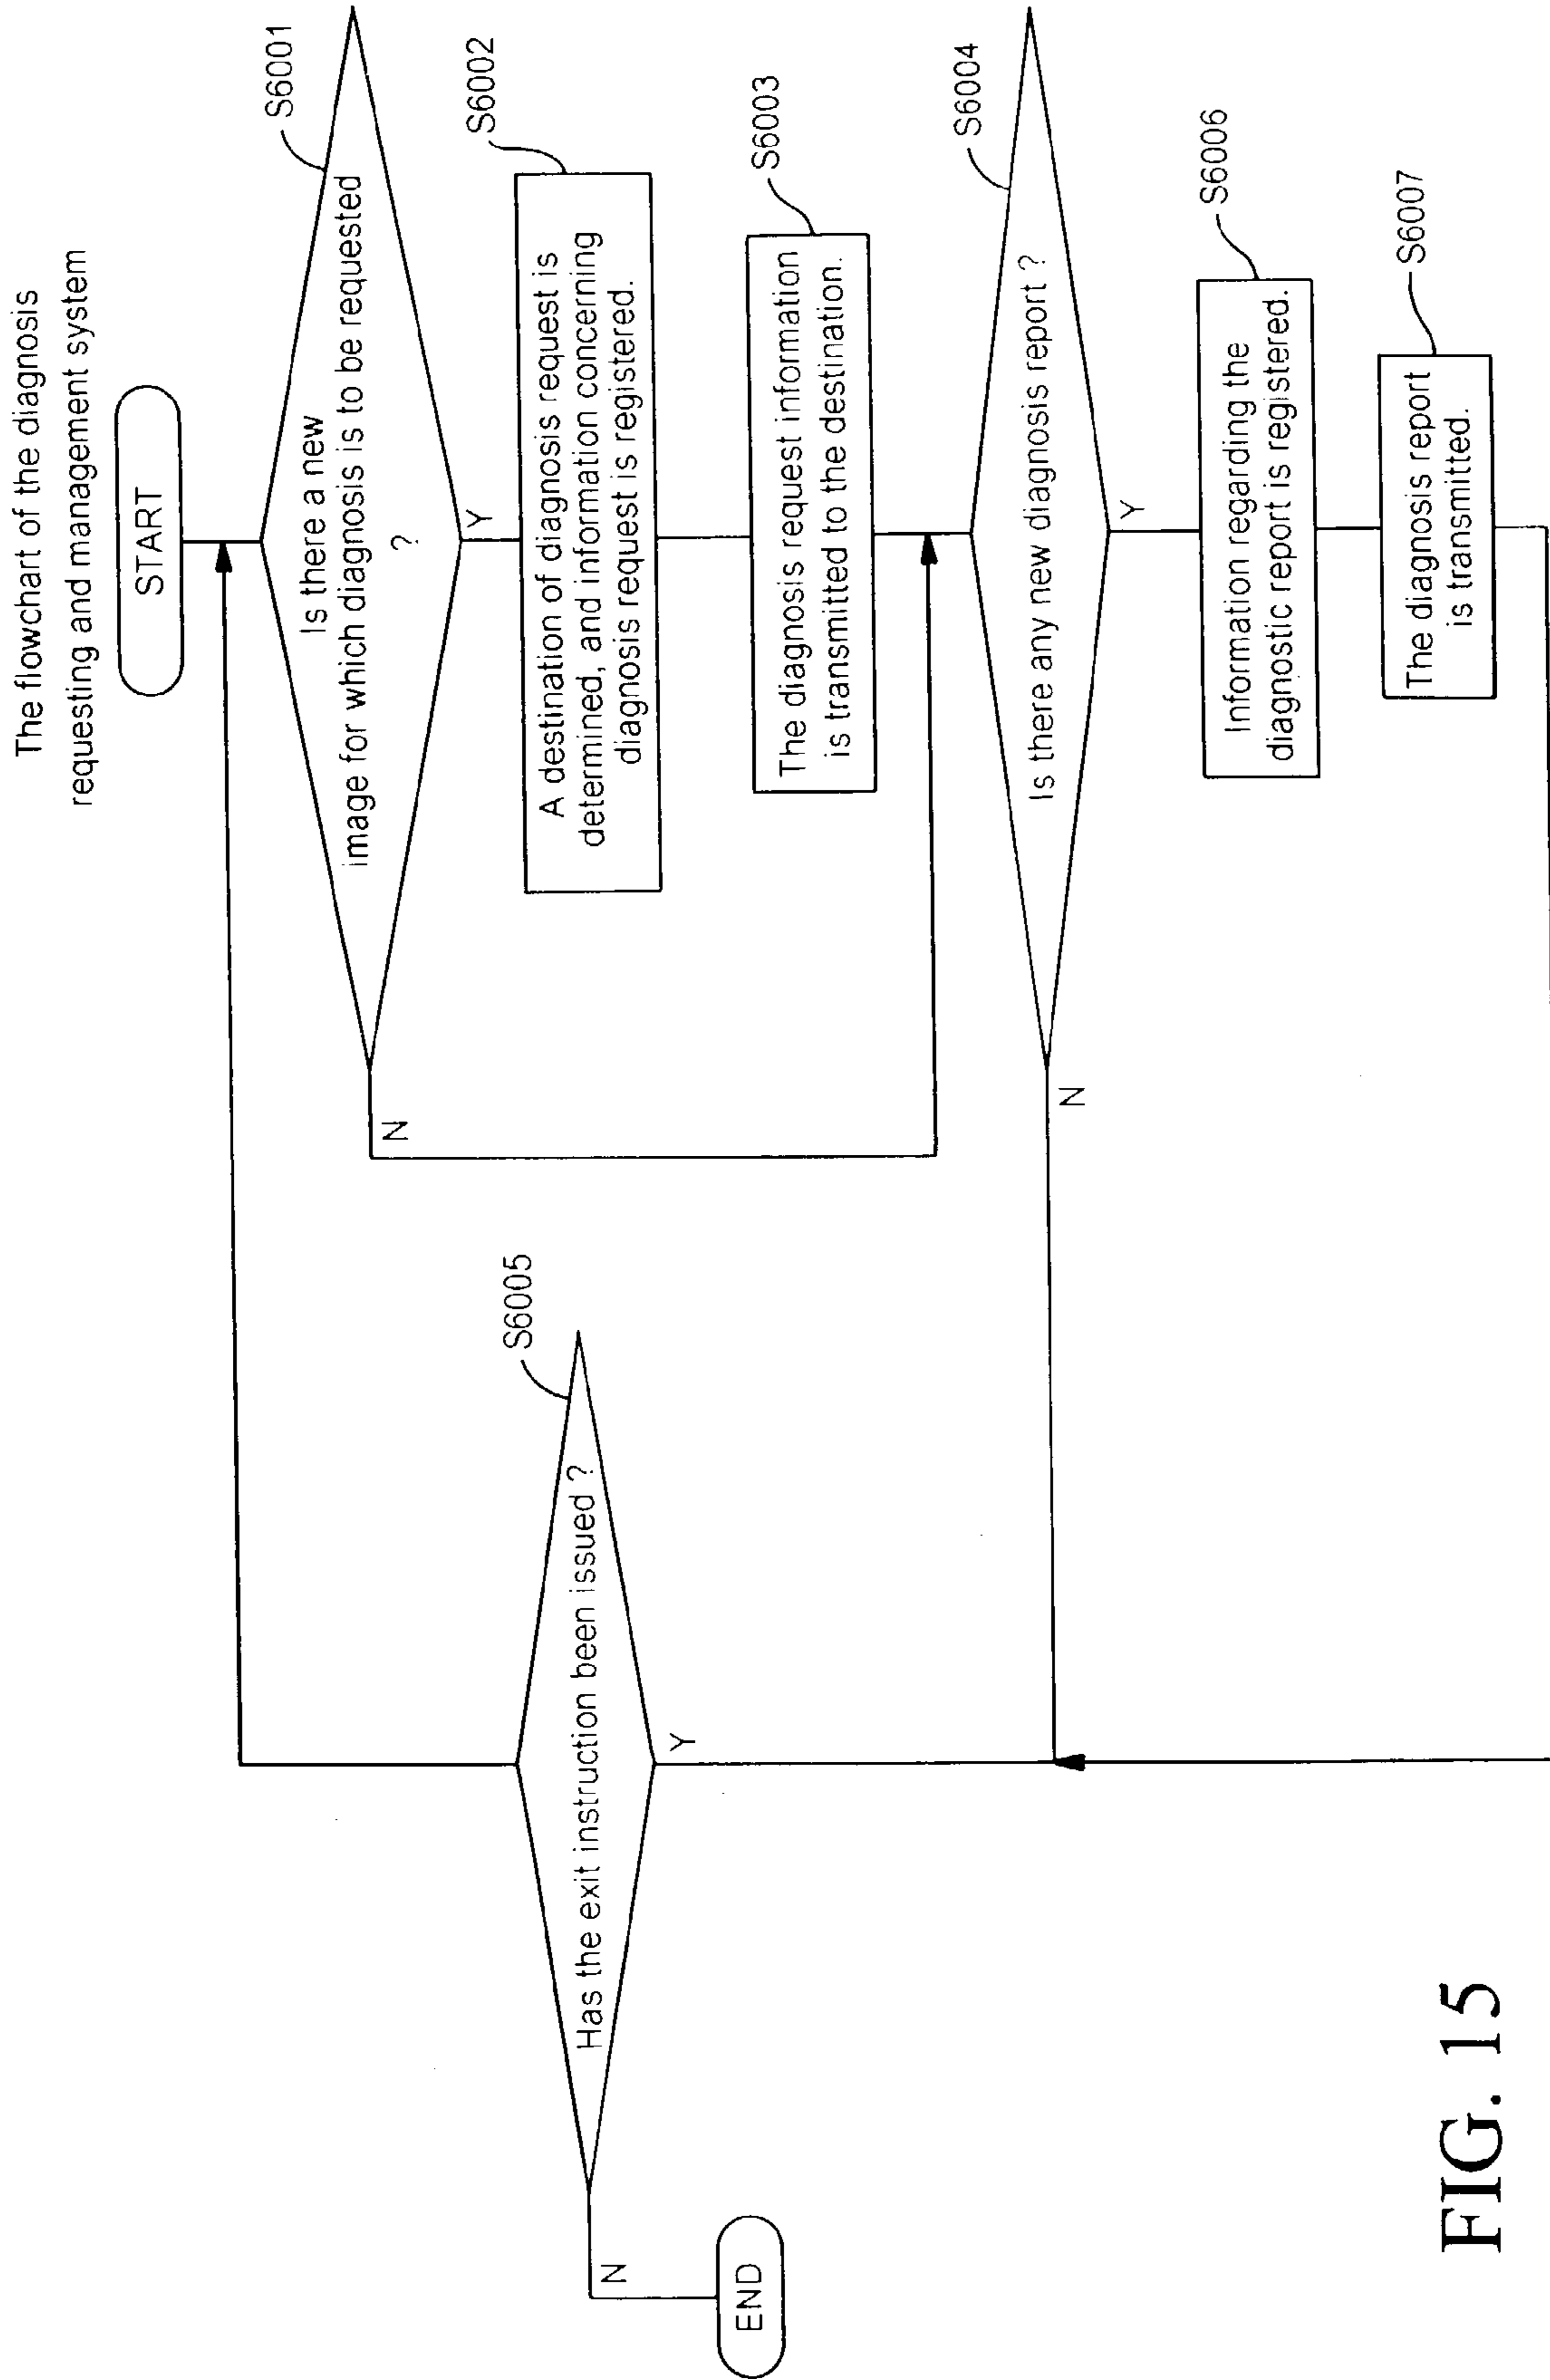 The flowchart of the diagnosis
requesting and management system
START
Is there a new
image for which diagnosis is to be requested
?
S6001
Y
N
A destination of diagnosis request is
determined, and information concerning
diagnosis request is registered.
S6002
The diagnosis request information
is transmitted to the destination.
S6003
Is there any new diagnosis report ?
S6004
Y
N
Information regarding the
diagnostic report is registered.
S6006
The diagnosis report
is transmitted.
S6007
Has the exit instruction been issued ?
S6005
Y
N
END
FIG. 15